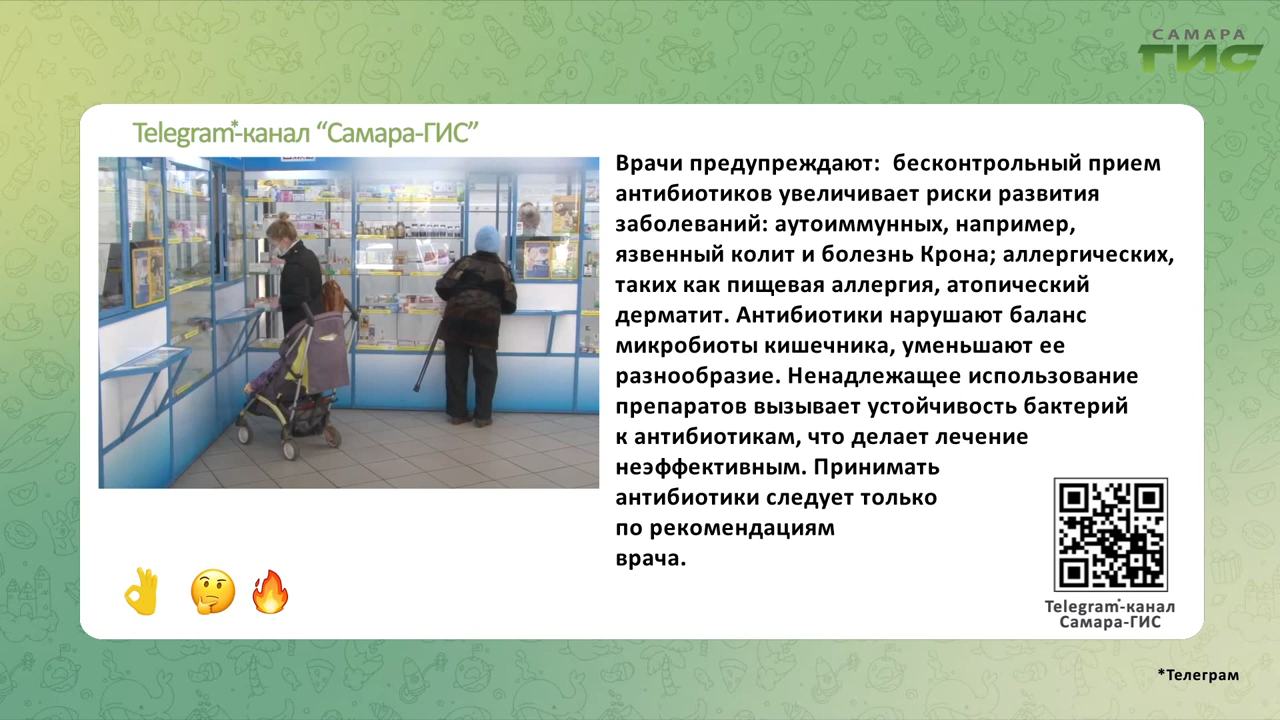 САМАРА
ГИС
Telegram*-канал “Самара-ГИС”
Врачи предупреждают:  бесконтрольный прием
антибиотиков увеличивает риски развития
заболеваний: аутоиммунных, например,
язвенный колит и болезнь Крона; аллергических,
таких как пищевая аллергия, атопический
дерматит. Антибиотики нарушают баланс
микробиоты кишечника, уменьшают ее
разнообразие. Ненадлежащее использование
препаратов вызывает устойчивость бактерий
к антибиотикам, что делает лечение
неэффективным. Принимать
антибиотики следует только
по рекомендациям
врача.
Telegram*-канал
Самара-ГИС
*Телеграм